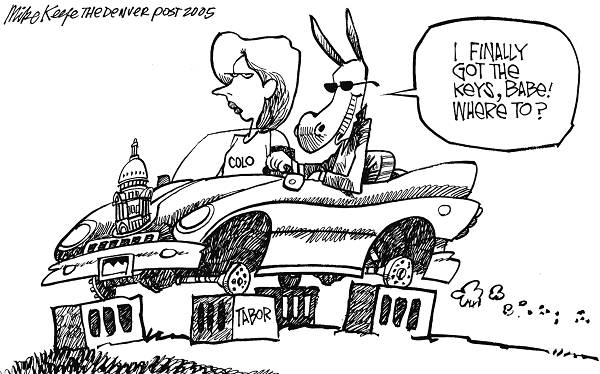 Mike Keefe THE DENVER POST 2005
I FINALLY
GOT THE
KEYS, BABE!
WHERE TO?
COLO
TABOR